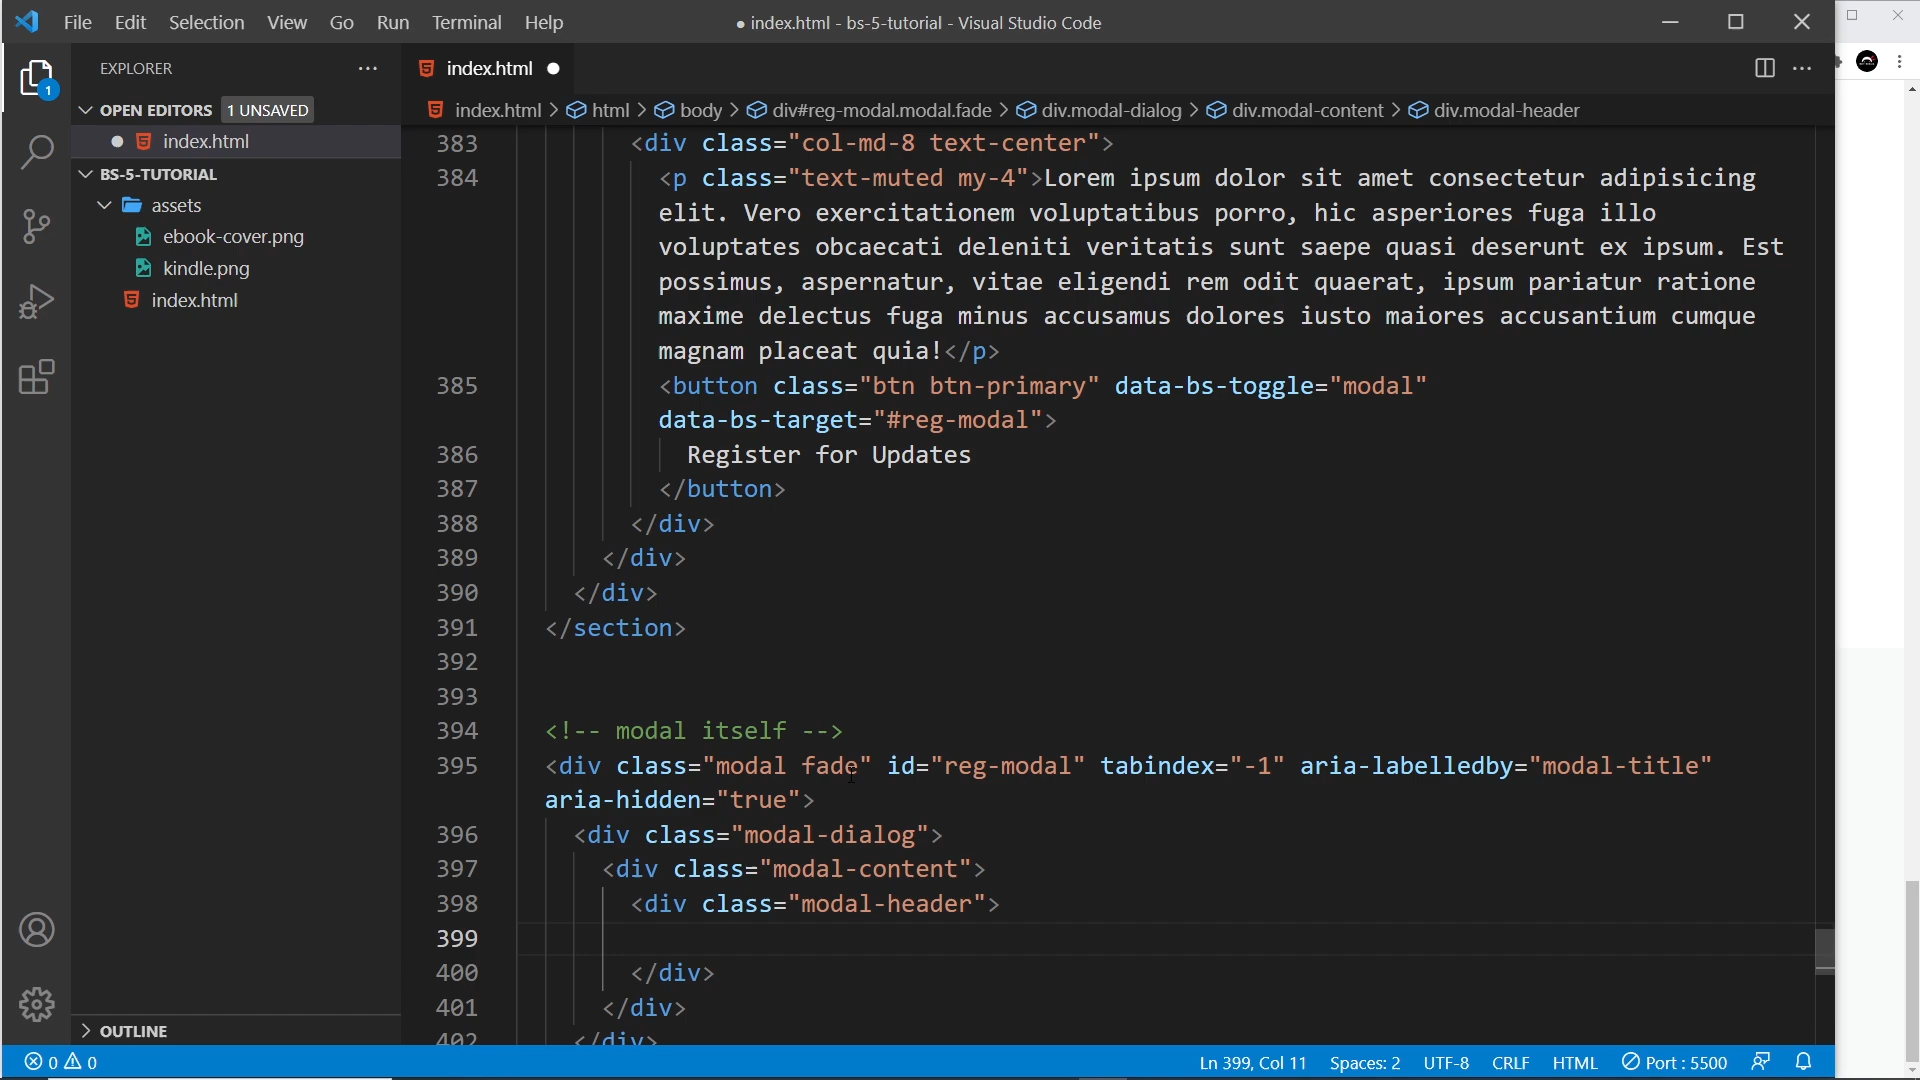 File Edit Selection View Go Run Terminal Help
● index.html - bs-5-tutorial - Visual Studio Code
EXPLORER
index.html
OPEN EDITORS 1 UNSAVED
index.html
BS-5-TUTORIAL
assets
ebook-cover.png
kindle.png
index.html
OUTLINE
1
index.html > html > body > div#reg-modal.modal.fade > div.modal-dialog > div.modal-content > div.modal-header
383 <div class="col-md-8 text-center">
384 <p class="text-muted my-4">Lorem ipsum dolor sit amet consectetur adipisicing
elit. Vero exercitationem voluptatibus porro, hic asperiores fuga illo
voluptates obcaecati deleniti veritatis sunt saepe quasi deserunt ex ipsum. Est
possimus, aspernatur, vitae eligendi rem odit quaerat, ipsum pariatur ratione
maxime delectus fuga minus accusamus dolores iusto maiores accusantium cumque
magnam placeat quia!</p>
385 <button class="btn btn-primary" data-bs-toggle="modal"
data-bs-target="#reg-modal">
386 Register for Updates
387 </button>
388 </div>
389 </div>
390 </div>
391 </section>
392
393
394 <!-- modal itself -->
395 <div class="modal fade" id="reg-modal" tabindex="-1" aria-labelledby="modal-title"
aria-hidden="true">
396 <div class="modal-dialog">
397 <div class="modal-content">
398 <div class="modal-header">
399
400 </div>
401 </div>
402 </div>
0 0
Ln 399, Col 11 Spaces: 2 UTF-8 CRLF HTML Port : 5500